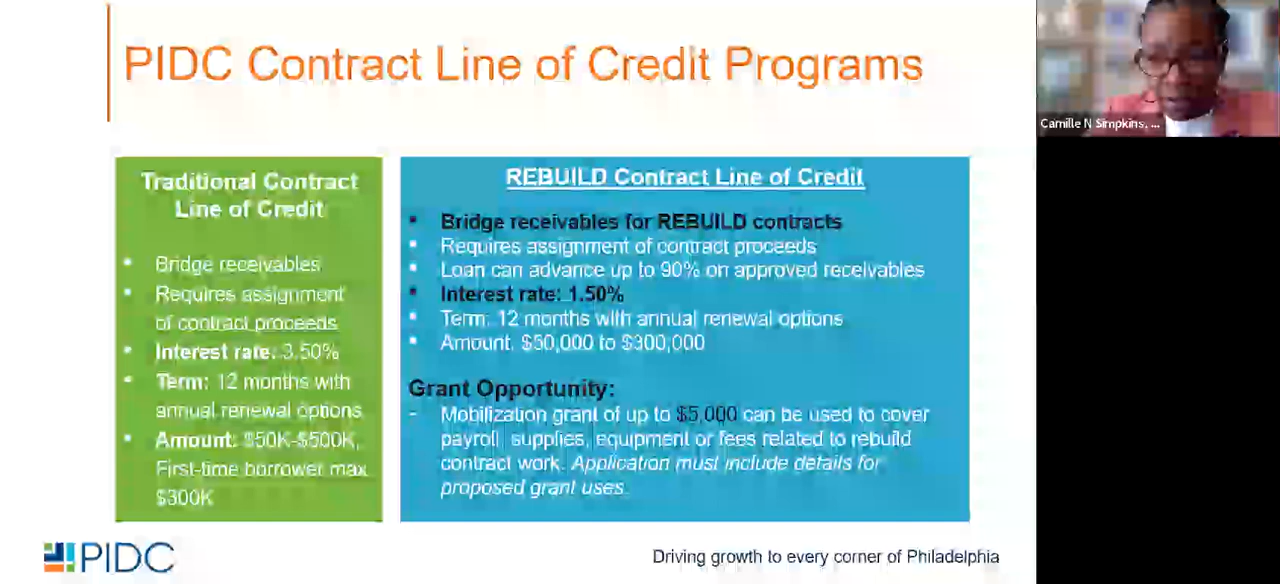 PIDC Contract Line of Credit Programs
Camille N Simpkins, ...
Traditional Contract
Line of Credit
• Bridge receivables
• Requires assignment
of contract proceeds
• Interest rate: 3.50%
• Term: 12 months with
annual renewal options
• Amount: $50K-$500K,
First-time borrower max
$300K
REBUILD Contract Line of Credit
• Bridge receivables for REBUILD contracts
• Requires assignment of contract proceeds
• Loan can advance up to 90% on approved receivables
• Interest rate: 1.50%
• Term: 12 months with annual renewal options
• Amount: $50,000 to $300,000
Grant Opportunity:
- Mobilization grant of up to $5,000 can be used to cover
payroll, supplies, equipment or fees related to rebuild
contract work. Application must include details for
proposed grant uses.
PIDC
Driving growth to every corner of Philadelphia